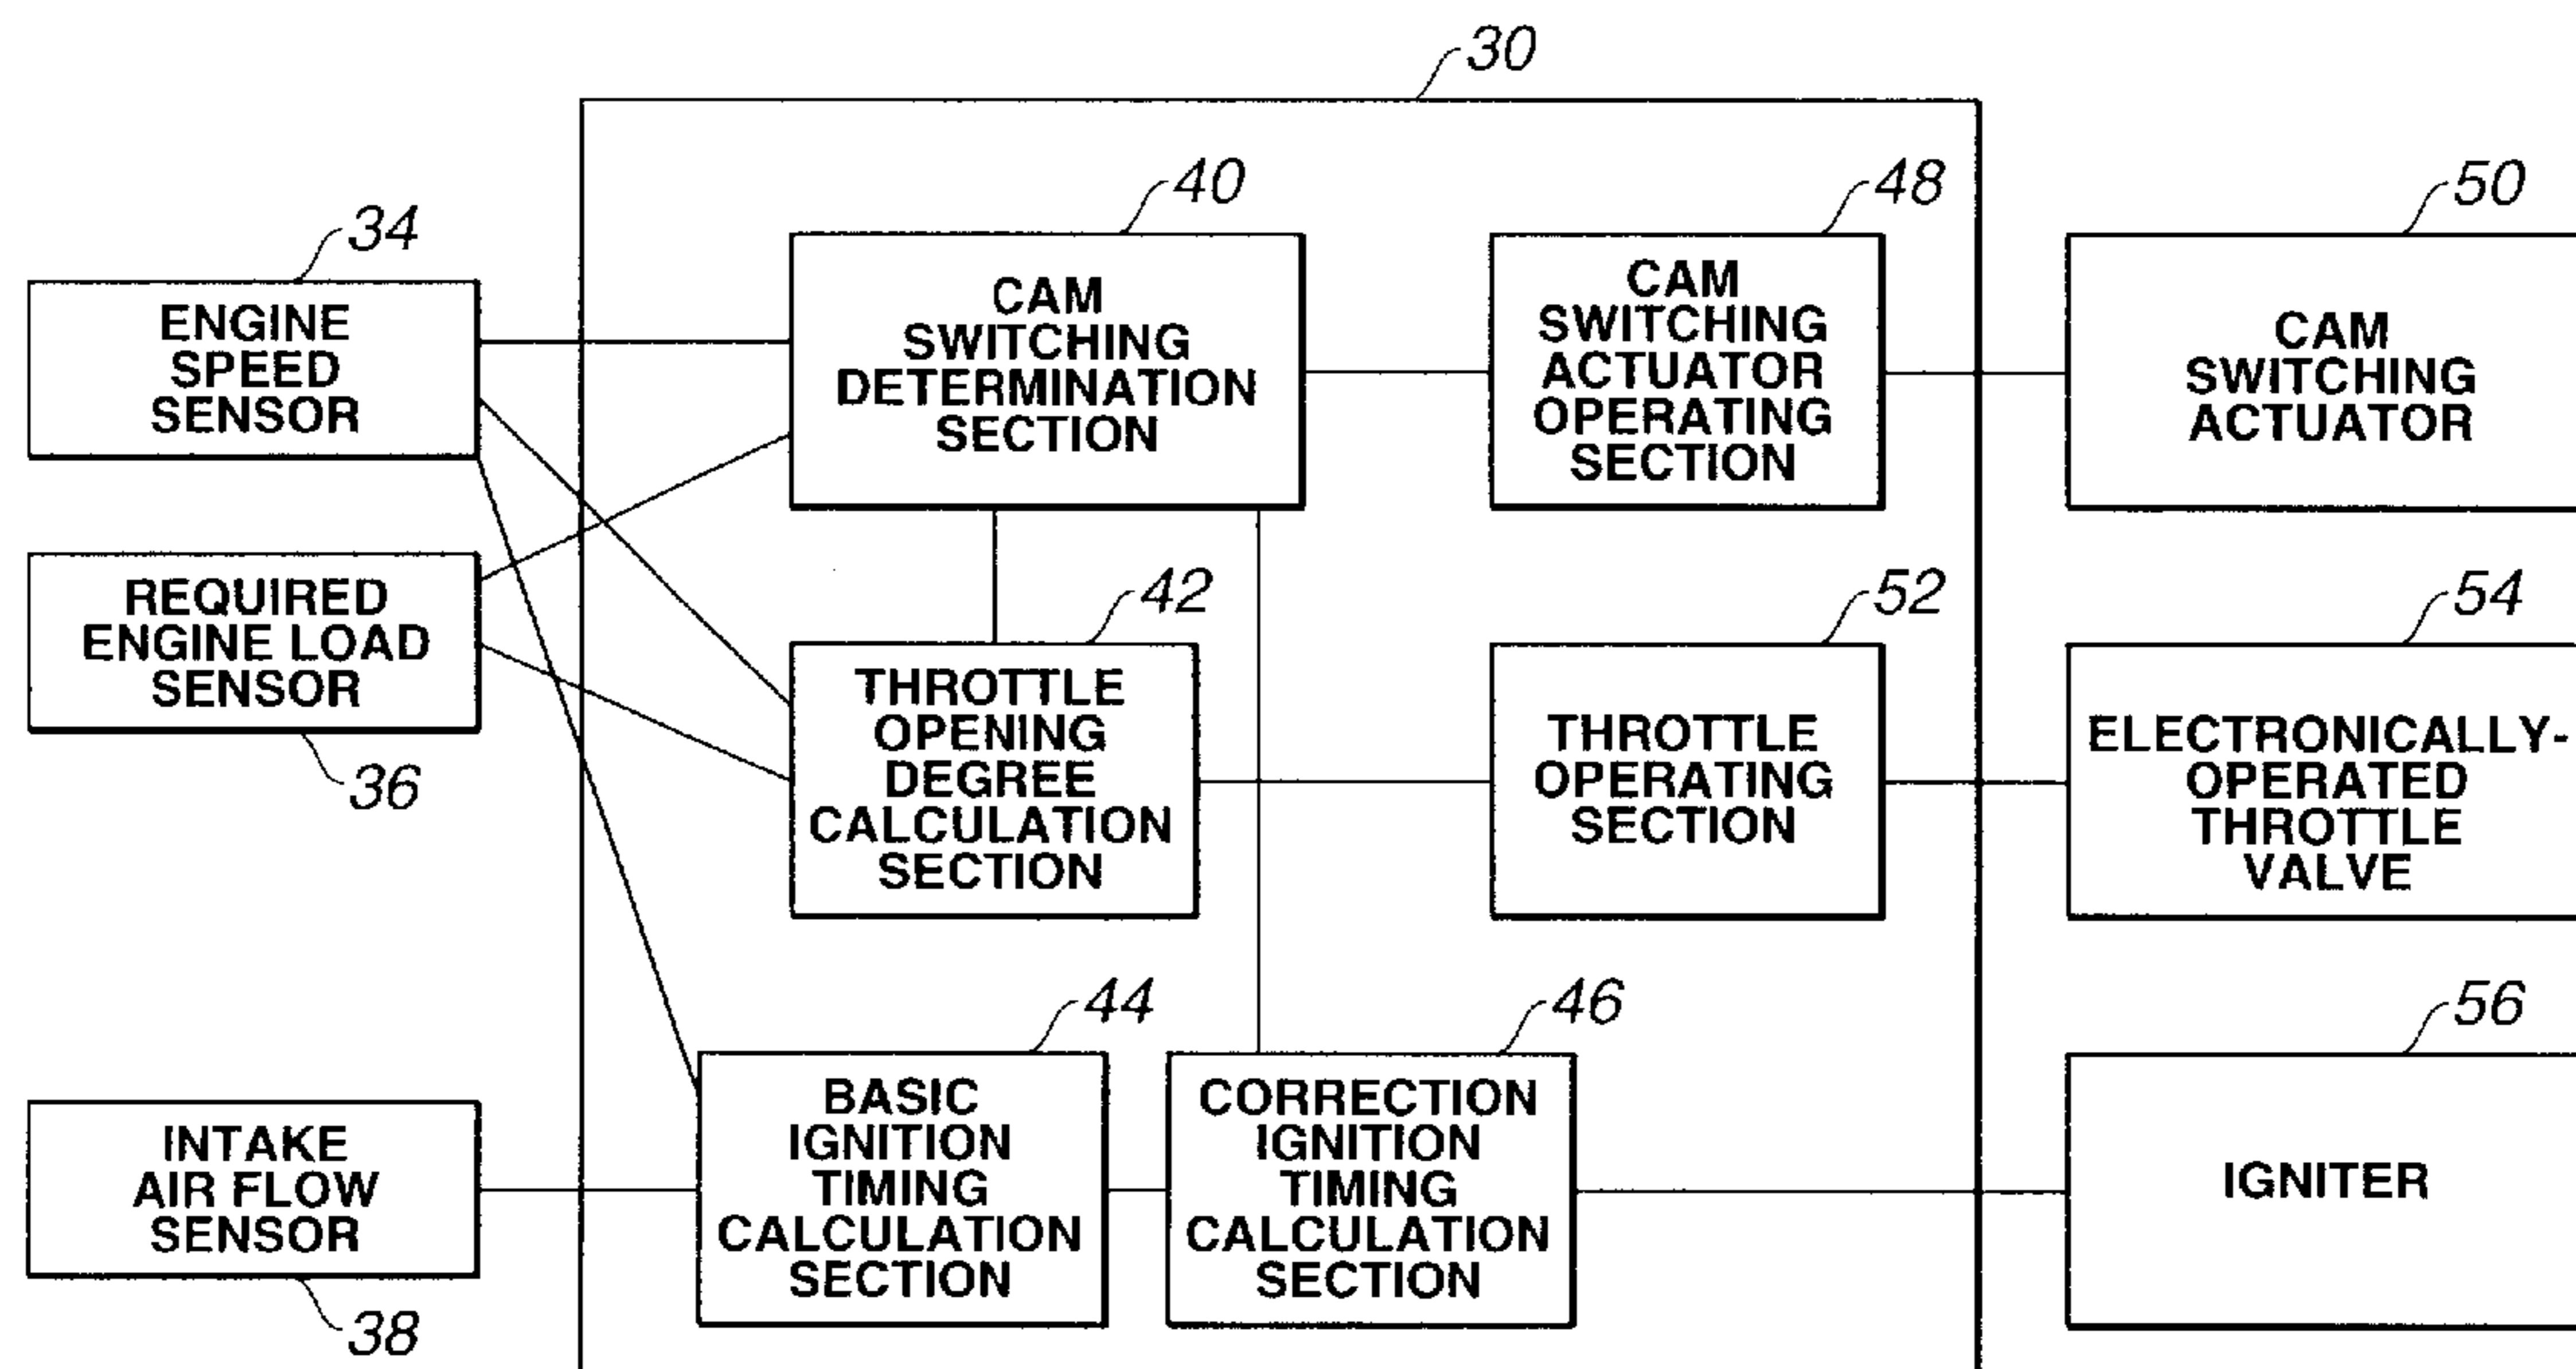 30
34
ENGINE
SPEED
SENSOR
REQUIRED
ENGINE LOAD
SENSOR
36
INTAKE
AIR FLOW
SENSOR
38
40
CAM
SWITCHING
DETERMINATION
SECTION
48
CAM
SWITCHING
ACTUATOR
OPERATING
SECTION
50
CAM
SWITCHING
ACTUATOR
42
THROTTLE
OPENING
DEGREE
CALCULATION
SECTION
52
THROTTLE
OPERATING
SECTION
54
ELECTRONICALLY-
OPERATED
THROTTLE
VALVE
44
BASIC
IGNITION
TIMING
CALCULATION
SECTION
46
CORRECTION
IGNITION
TIMING
CALCULATION
SECTION
56
IGNITER